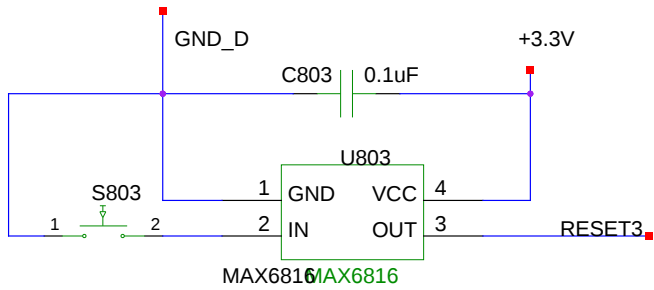 GND_D
+3.3V
C803 0.1uF
U803
1 GND VCC 4
S803
1 2 2 IN OUT 3
RESET3
MAX6816
MAX6816